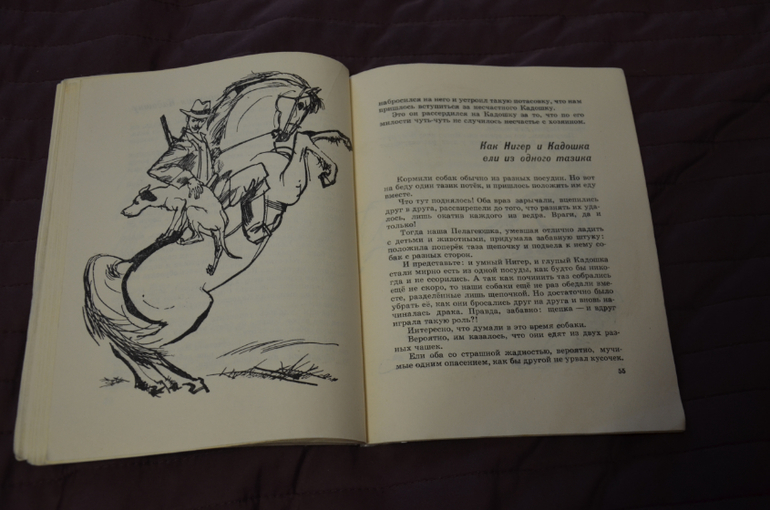 набросился на него и устроил такую потасовку, что нам
пришлось вступиться за несчастного Кадошку.
Это он рассердился на Кадошку за то, что по его
милости чуть-чуть не случилось несчастье с хозяином.
Как Нигер и Кадошка
ели из одного тазика
Кормили собак обычно из разных посудин. Но вот
на беду один тазик потёк, и пришлось положить им еду
вместе.
Что тут поднялось! Оба враз зарычали, вцепились
друг в друга, рассвирепели до того, что разнять их уда-
лось, лишь окатив каждого из ведра. Враги, да и
только!
Тогда наша Пелагеюшка, умевшая отлично ладить
с детьми и животными, придумала забавную штуку:
положила поперёк таза щепочку и подвела к нему со-
бак с разных сторон.
И представьте: и умный Нигер, и глупый Кадошка
стали мирно есть из одной посуды, как будто бы нико-
гда и не ссорились. А так как починить таз собрались
ещё не скоро, то наши собаки ещё не раз обедали вме-
сте, разделённые лишь щепочкой. Но достаточно было
убрать её, как они бросались друг на друга и вновь на-
чиналась драка. Правда, забавно: щепка — и вдруг
играла такую роль?!
Интересно, что думали в это время собаки.
Вероятно, им казалось, что они едят из двух раз-
ных чашек.
Ели оба со страшной жадностью, вероятно, мучи-
мые одним опасением, как бы другой не урвал кусочек.
55